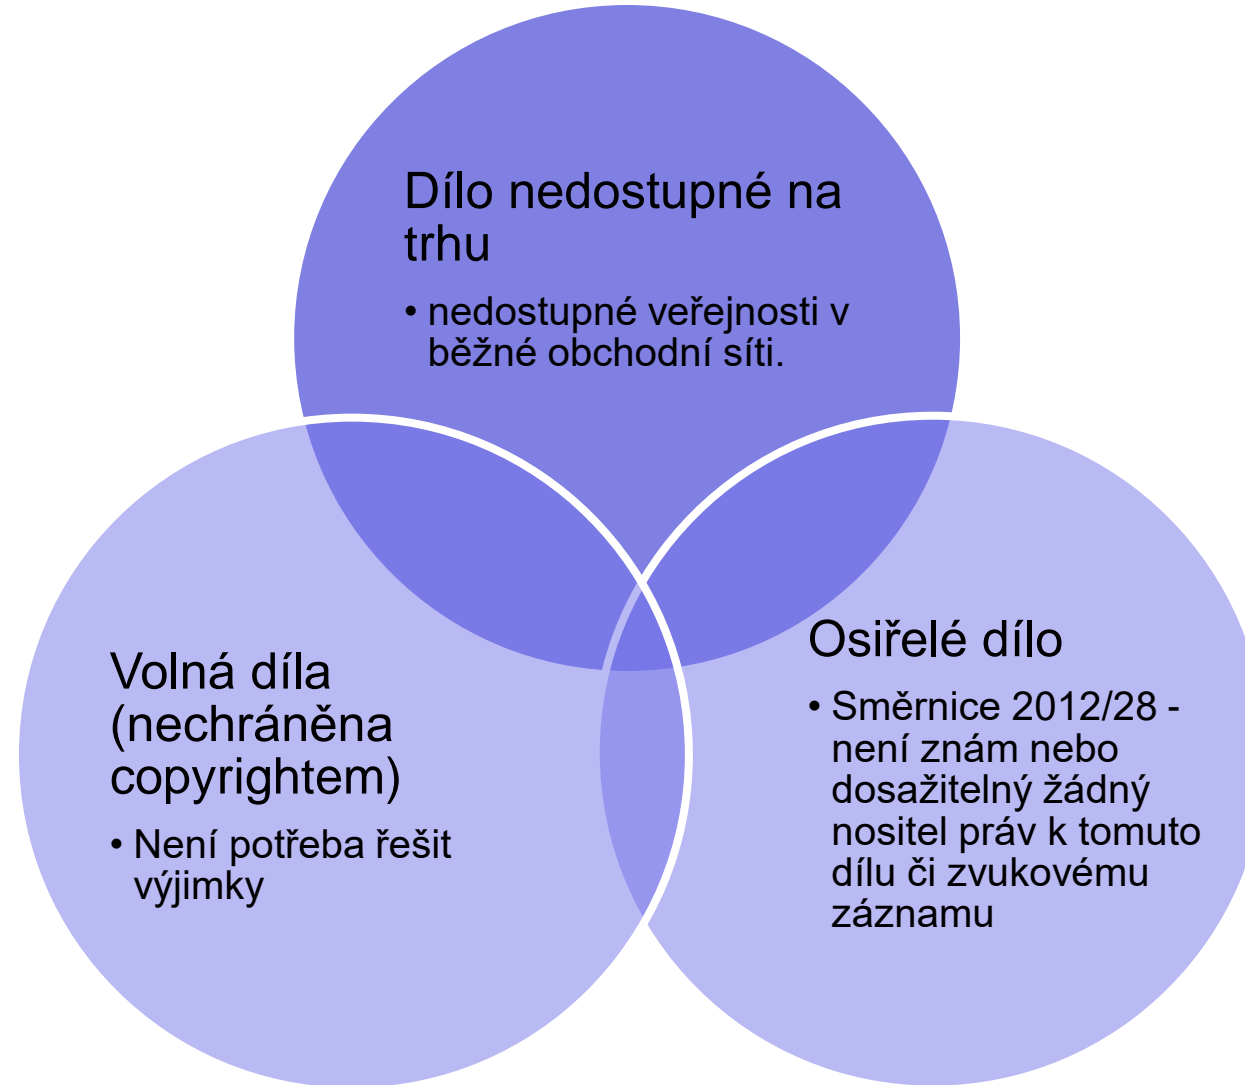 Dílo nedostupné na
trhu
• nedostupné veřejnosti v
běžné obchodní síti.
Volná díla
(nechráněna
copyrightem)
• Není potřeba řešit
výjimky
Osiřelé dílo
• Směrnice 2012/28 -
není znám nebo
dosažitelný žádný
nositel práv k tomuto
dílu či zvukovému
záznamu